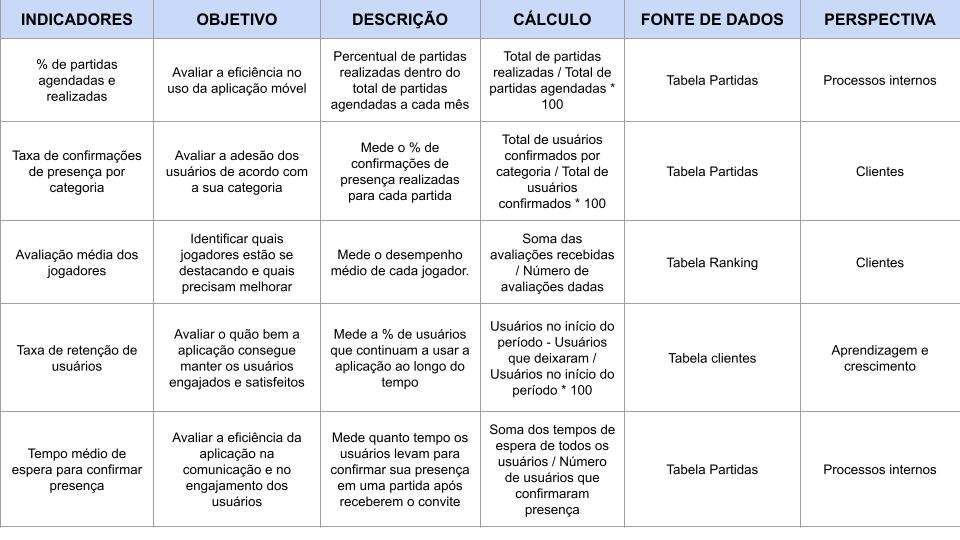 INDICADORES
OBJETIVO
DESCRIÇÃO
CÁLCULO
FONTE DE DADOS
PERSPECTIVA
% de partidas
agendadas e
realizadas
Avaliar a eficiência no
uso da aplicação móvel
Percentual de partidas
realizadas dentro do
total de partidas
agendadas a cada mês
Total de partidas
realizadas / Total de
partidas agendadas *
100
Tabela Partidas
Processos internos
Taxa de confirmações
de presença por
categoria
Avaliar a adesão dos
usuários de acordo com
a sua categoria
Mede o % de
confirmações de
presença realizadas
para cada partida
Total de usuários
confirmados por
categoria / Total de
usuários
confirmados * 100
Tabela Partidas
Clientes
Avaliação média dos
jogadores
Identificar quais
jogadores estão se
destacando e quais
precisam melhorar
Mede o desempenho
médio de cada jogador.
Soma das
avaliações recebidas
/ Número de
avaliações dadas
Tabela Ranking
Clientes
Taxa de retenção de
usuários
Avaliar o quão bem a
aplicação consegue
manter os usuários
engajados e satisfeitos
Mede a % de usuários
que continuam a usar a
aplicação ao longo do
tempo
Usuários no início do
período - Usuários
que deixaram /
Usuários no início do
período * 100
Tabela clientes
Aprendizagem e
crescimento
Tempo médio de
espera para confirmar
presença
Avaliar a eficiência da
aplicação na
comunicação e no
engajamento dos
usuários
Mede quanto tempo os
usuários levam para
confirmar sua presença
em uma partida após
receberem o convite
Soma dos tempos de
espera de todos os
usuários / Número
de usuários que
confirmaram
presença
Tabela Partidas
Processos internos